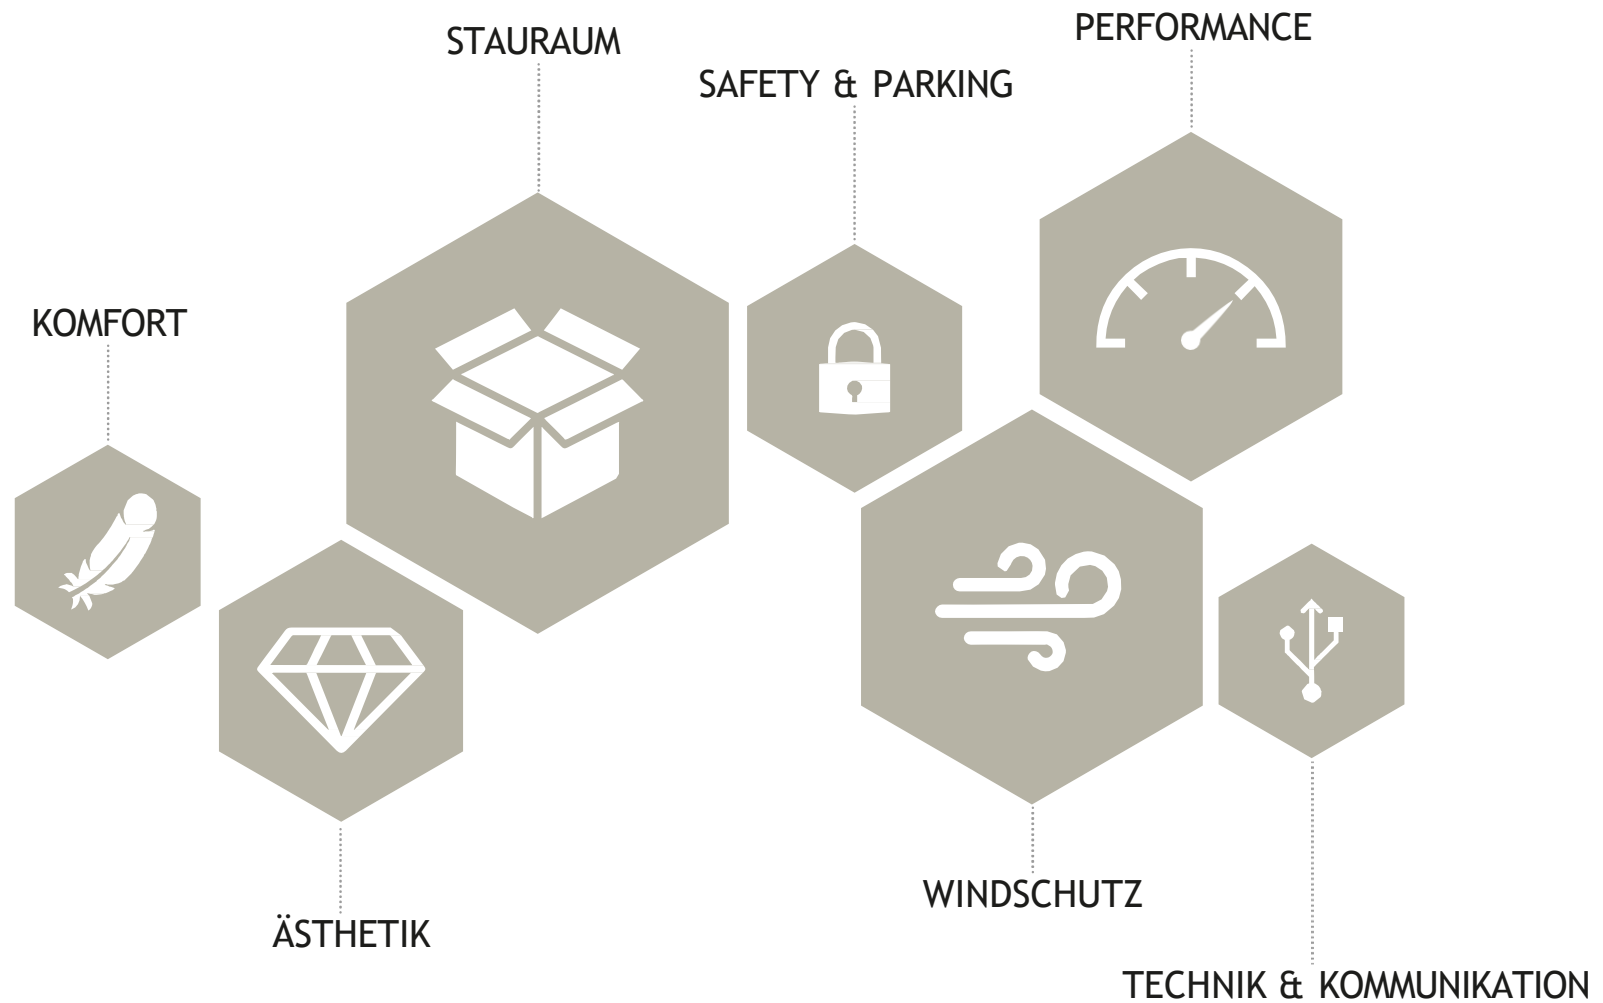 PERFORMANCE
STAURAUM
SAFETY & PARKING
KOMFORT
WINDSCHUTZ
ÄSTHETIK
TECHNIK & KOMMUNIKATION